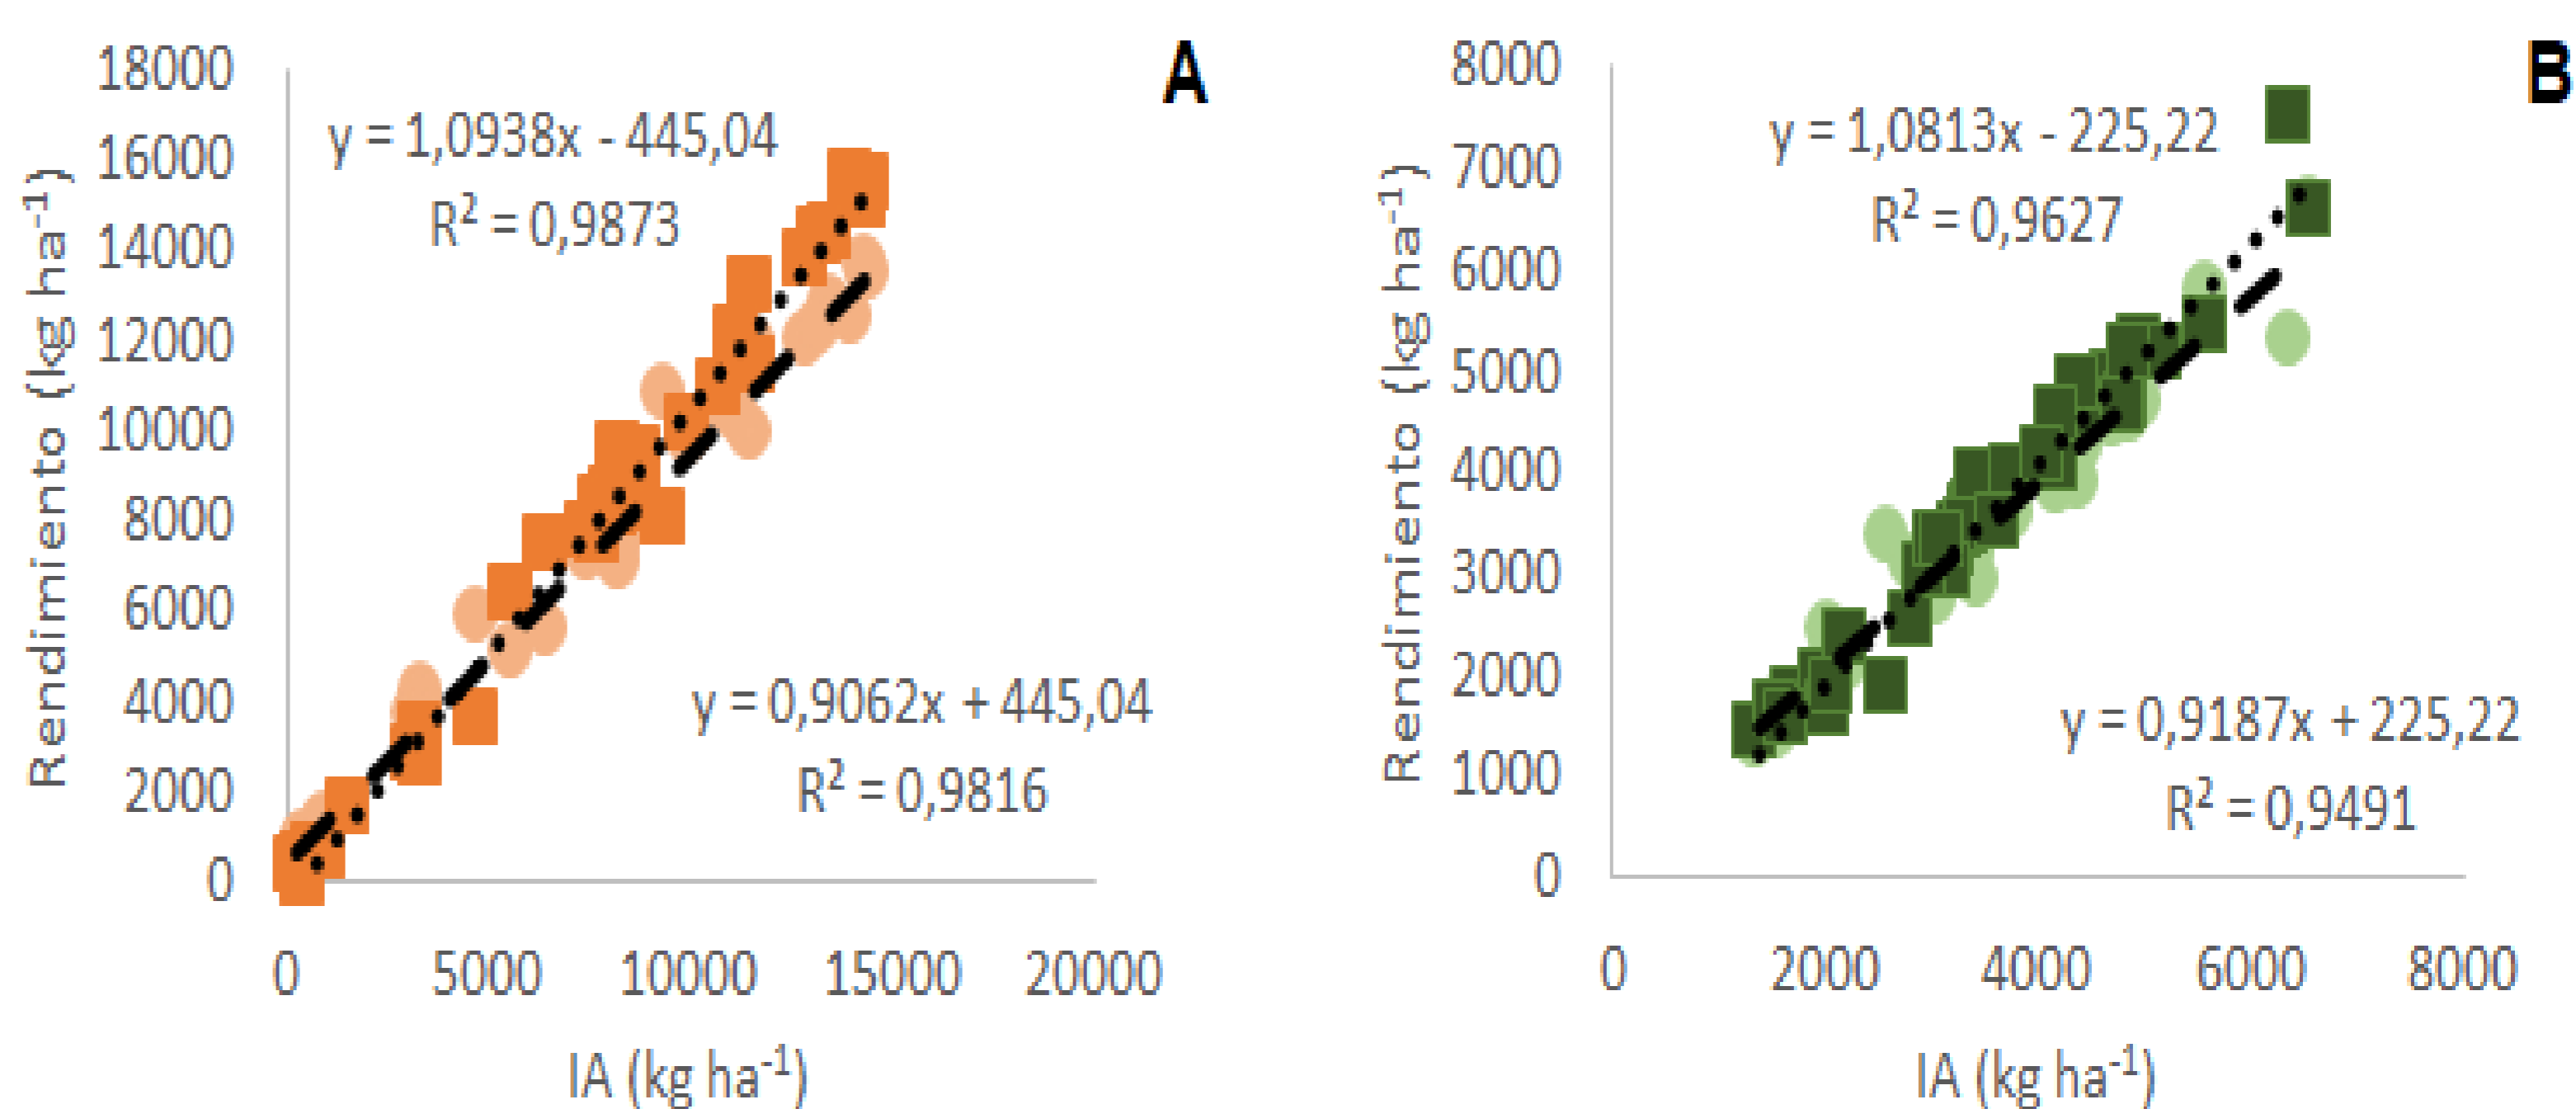 A
18000
16000
14000
12000
10000
8000
6000
4000
2000
0
Rendimiento (kg ha⁻¹)
y = 1,0938x - 445,04
R² = 0,9873
y = 0,9062x + 445,04
R² = 0,9816
0 5000 10000 15000 20000
IA (kg ha⁻¹)
B
8000
7000
6000
5000
4000
3000
2000
1000
0
Rendimiento (kg ha⁻¹)
y = 1,0813x - 225,22
R² = 0,9627
y = 0,9187x + 225,22
R² = 0,9491
0 2000 4000 6000 8000
IA (kg ha⁻¹)